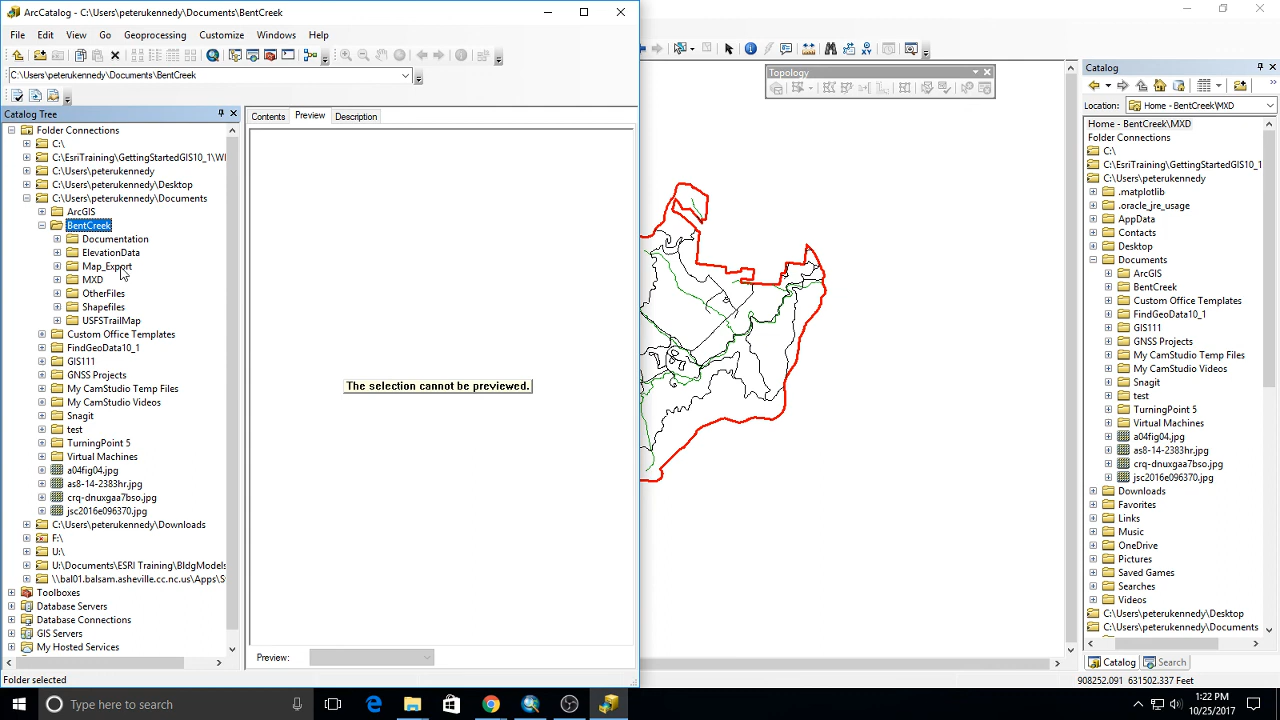 ArcCatalog - C:\Users\peterukennedy\Documents\BentCreek
File Edit View Go Geoprocessing Customize Windows Help
C:\Users\peterukennedy\Documents\BentCreek
Catalog Tree
Folder Connections
C:\
C:\EsriTraining\GettingStartedGIS10_1\WI
C:\Users\peterukennedy
C:\Users\peterukennedy\Desktop
C:\Users\peterukennedy\Documents
ArcGIS
BentCreek
Documentation
ElevationData
Map_Export
MXD
OtherFiles
Shapefiles
USFSTrailMap
Custom Office Templates
FindGeoData10_1
GIS111
GNSS Projects
My CamStudio Temp Files
My CamStudio Videos
Snagit
test
TurningPoint 5
Virtual Machines
a04fig04.jpg
as8-14-2383hr.jpg
crq-dnuxgaa7bso.jpg
jsc2016e096370.jpg
C:\Users\peterukennedy\Downloads
F:\
U:\
U:\Documents\ESRI Training\BldgModels
\\bal01.balsam.asheville.cc.nc.us\Apps\S
Toolboxes
Database Servers
Database Connections
GIS Servers
My Hosted Services
Contents Preview Description
The selection cannot be previewed.
Preview:
Folder selected
Topology
Catalog
Location: Home - BentCreek\MXD
Home - BentCreek\MXD
Folder Connections
C:\
C:\EsriTraining\GettingStartedGIS10_1
C:\Users\peterukennedy
.matplotlib
.oracle_jre_usage
AppData
Contacts
Desktop
Documents
ArcGIS
BentCreek
Custom Office Templates
FindGeoData10_1
GIS111
GNSS Projects
My CamStudio Temp Files
My CamStudio Videos
Snagit
test
TurningPoint 5
Virtual Machines
a04fig04.jpg
as8-14-2383hr.jpg
crq-dnuxgaa7bso.jpg
jsc2016e096370.jpg
Downloads
Favorites
Links
Music
OneDrive
Pictures
Saved Games
Searches
Videos
C:\Users\peterukennedy\Desktop
C:\Users\peterukennedy\Documents
Catalog Search
908252.091 631502.337 Feet
Type here to search
1:22 PM
10/25/2017